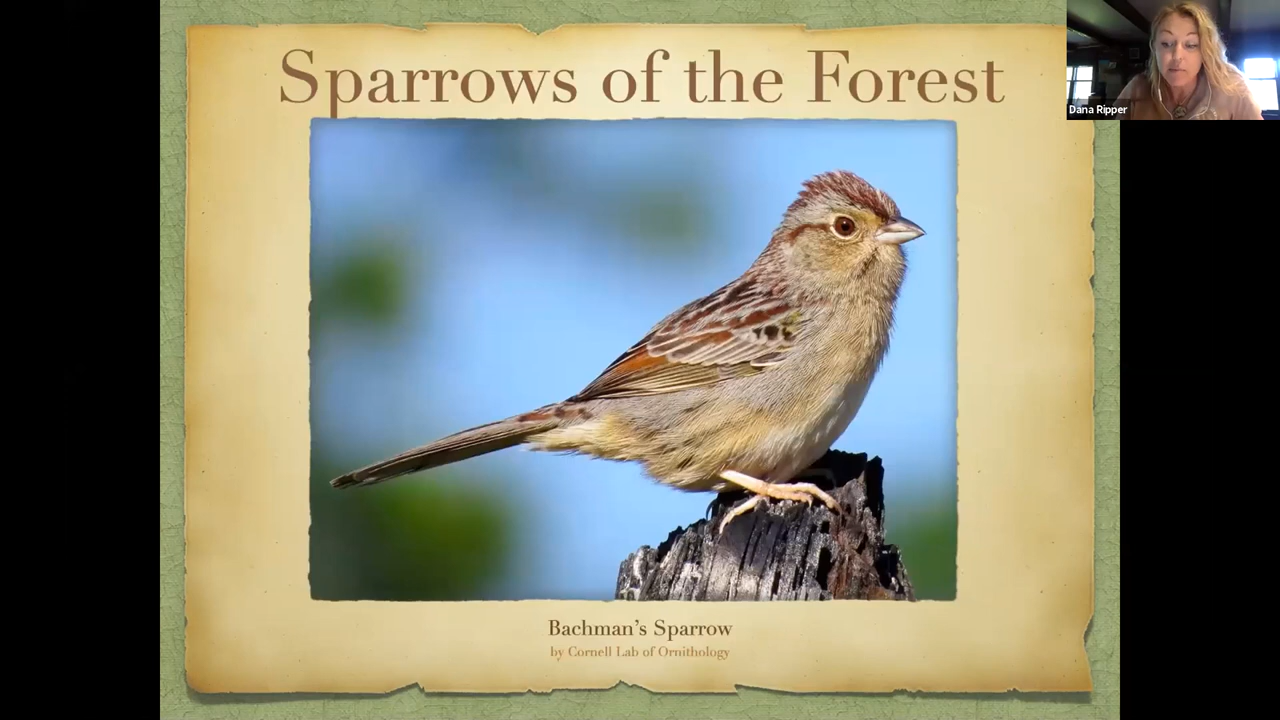 Sparrows of the Forest
Dana Ripper
Bachman's Sparrow
by Cornell Lab of Ornithology